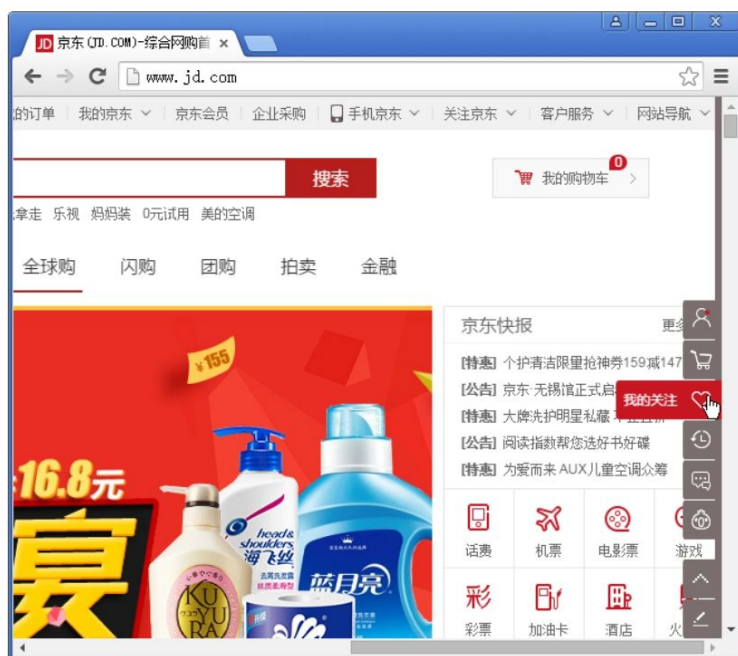 JD 京东(JD.COM)-综合网购首
www.jd.com
的订单 我的京东 京东会员 企业采购 手机京东 关注京东 客户服务 网站导航
搜索
我的购物车
0
拿走 乐视 妈妈装 0元试用 美的空调
全球购 闪购 团购 拍卖 金融
京东快报 更多
[特惠] 个护清洁限量抢神券159减147
[公告] 京东·无锡馆正式启
我的关注
[特惠] 大牌洗护明星私藏
[公告] 阅读指数帮您选好书好碟
[特惠] 为爱而来 AUX儿童空调众筹
¥155
16.8元
宴
head&
shoulders
海飞丝
蓝月亮
KU
YU
RA
话费 机票 电影票 游戏
彩
彩票 加油卡 酒店 火